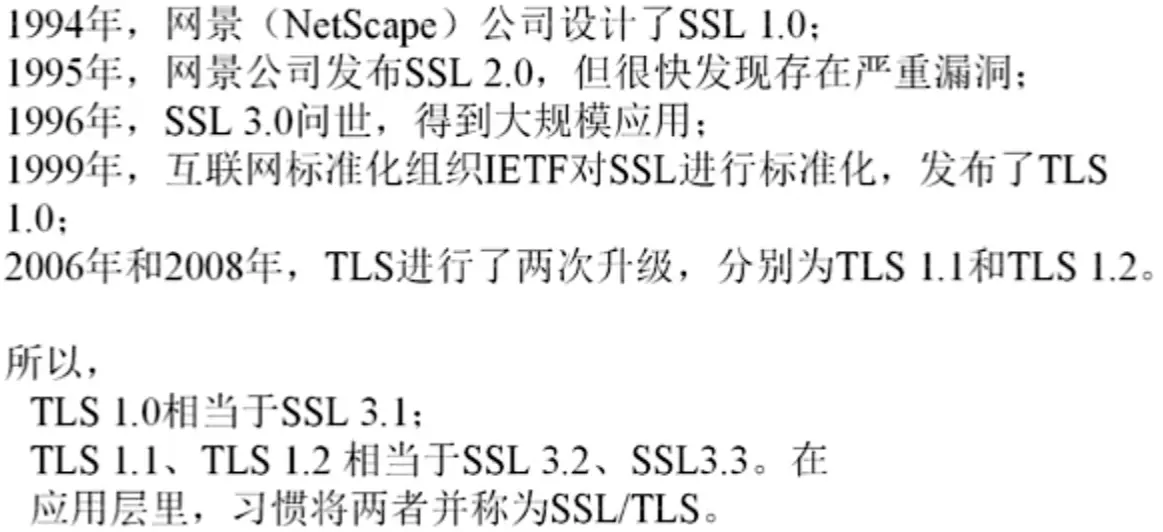 1994年，网景（NetScape）公司设计了SSL 1.0；
1995年，网景公司发布SSL 2.0，但很快发现存在严重漏洞；
1996年，SSL 3.0问世，得到大规模应用；
1999年，互联网标准化组织IETF对SSL进行标准化，发布了TLS
1.0；
2006年和2008年，TLS进行了两次升级，分别为TLS 1.1和TLS 1.2。
所以，
TLS 1.0相当于SSL 3.1；
TLS 1.1、TLS 1.2 相当于SSL 3.2、SSL3.3。在
应用层里，习惯将两者并称为SSL/TLS。